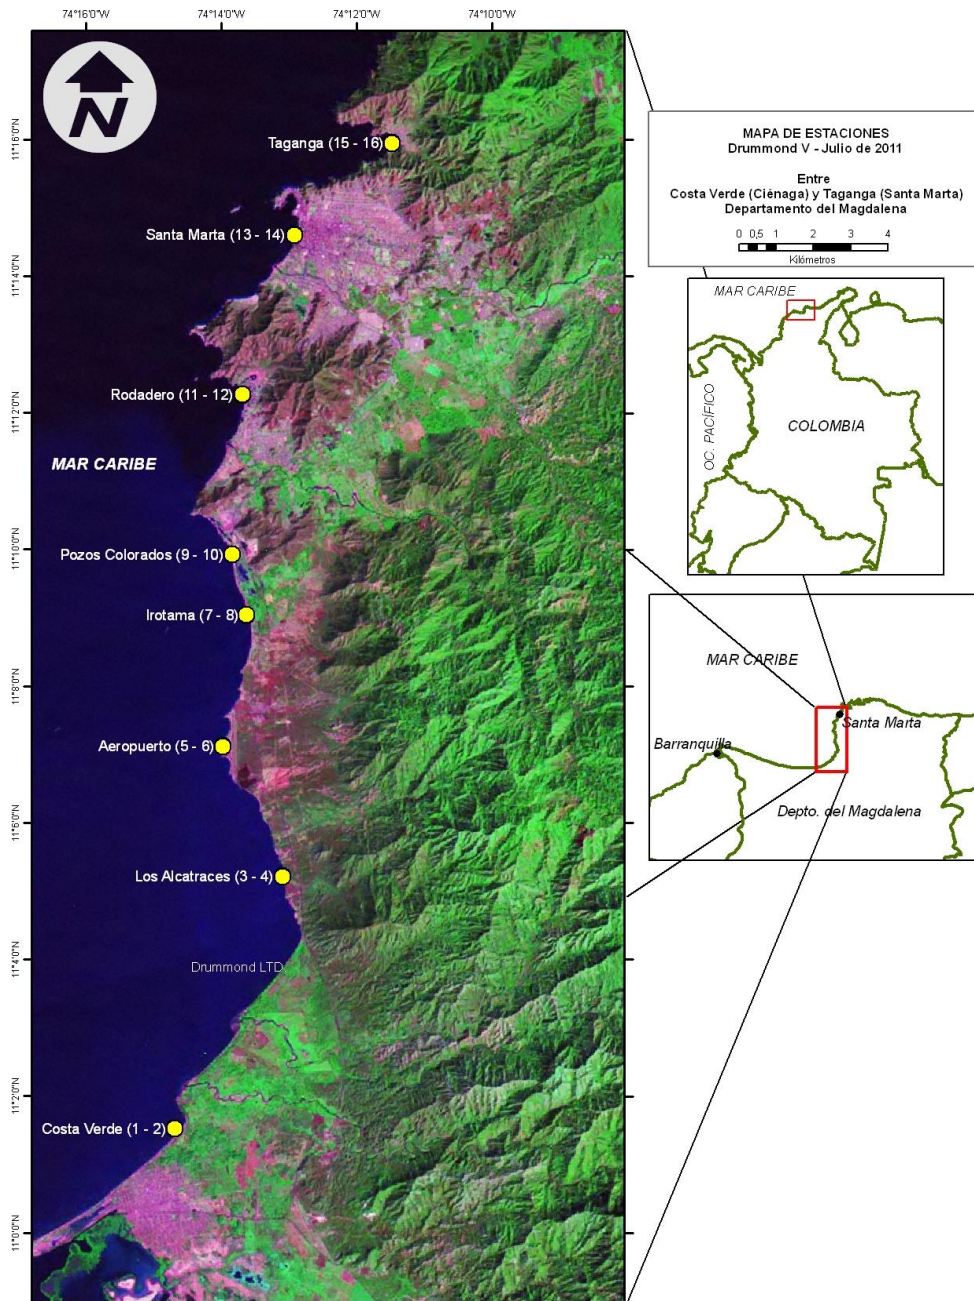 74°16'0"W
74°14'0"W
74°12'0"W
74°10'0"W
N
11°16'0"N
11°14'0"N
11°12'0"N
11°10'0"N
11°8'0"N
11°6'0"N
11°4'0"N
11°2'0"N
11°0'0"N
Taganga (15 - 16)
Santa Marta (13 - 14)
Rodadero (11 - 12)
MAR CARIBE
Pozos Colorados (9 - 10)
Irotama (7 - 8)
Aeropuerto (5 - 6)
Los Alcatraces (3 - 4)
Drummond LTD
Costa Verde (1 - 2)
MAPA DE ESTACIONES
Drummond V - Julio de 2011
Entre
Costa Verde (Ciénaga) y Taganga (Santa Marta)
Departamento del Magdalena
0 0,5 1 2 3 4
Kilómetros
MAR CARIBE
OC. PACÍFICO
COLOMBIA
MAR CARIBE
Santa Marta
Barranquilla
Depto. del Magdalena